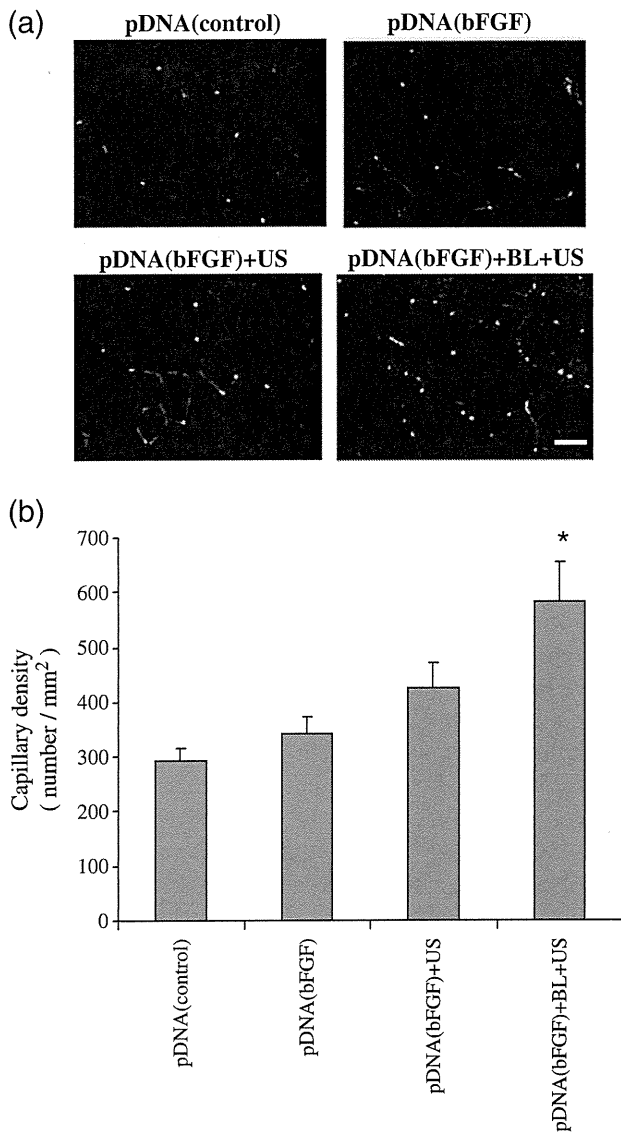 (a)
pDNA(control)
pDNA(bFGF)
pDNA(bFGF)+US
pDNA(bFGF)+BL+US
(b)
700
600
500
400
300
200
100
0
Capillary density
( number / mm²)
*
pDNA(control)
pDNA(bFGF)
pDNA(bFGF)+US
pDNA(bFGF)+BL+US